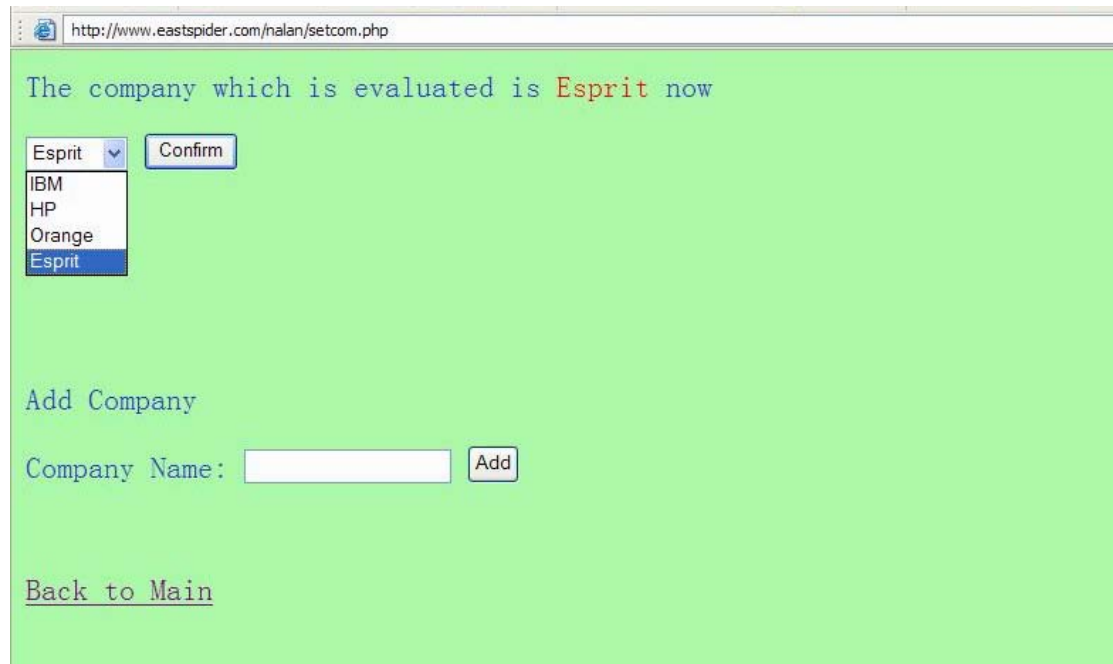 http://www.eastspider.com/nalan/setcom.php
The company which is evaluated is Esprit now
Esprit Confirm
IBM
HP
Orange
Esprit
Add Company
Company Name: Add
Back to Main